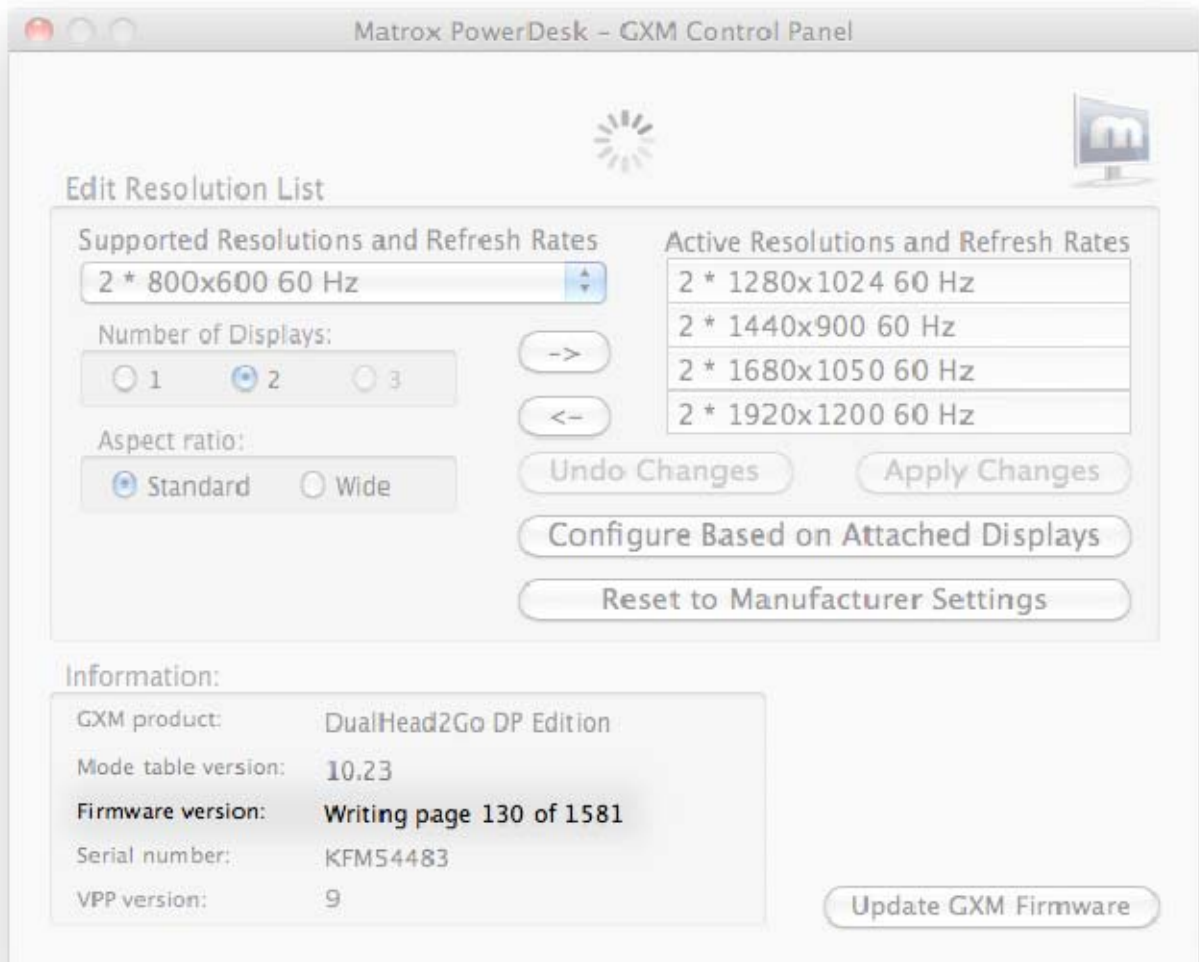 Matrox PowerDesk - GXM Control Panel
m
Edit Resolution List
Supported Resolutions and Refresh Rates
2 * 800x600 60 Hz
Number of Displays:
1 2 3
Aspect ratio:
Standard Wide
->
<-
Active Resolutions and Refresh Rates
2 * 1280x1024 60 Hz
2 * 1440x900 60 Hz
2 * 1680x1050 60 Hz
2 * 1920x1200 60 Hz
Undo Changes Apply Changes
Configure Based on Attached Displays
Reset to Manufacturer Settings
Information:
GXM product: DualHead2Go DP Edition
Mode table version: 10.23
Firmware version: Writing page 130 of 1581
Serial number: KFM54483
VPP version: 9
Update GXM Firmware